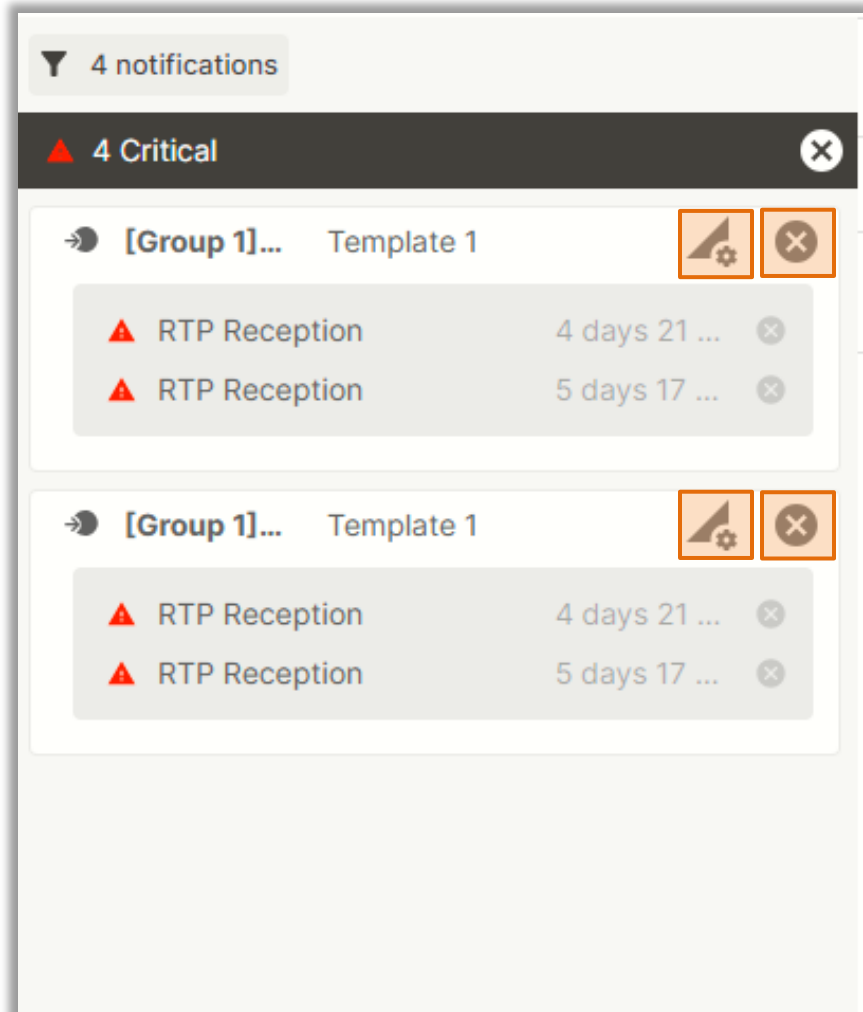 4 notifications
4 Critical
[Group 1]... Template 1
RTP Reception 4 days 21 ...
RTP Reception 5 days 17 ...
[Group 1]... Template 1
RTP Reception 4 days 21 ...
RTP Reception 5 days 17 ...